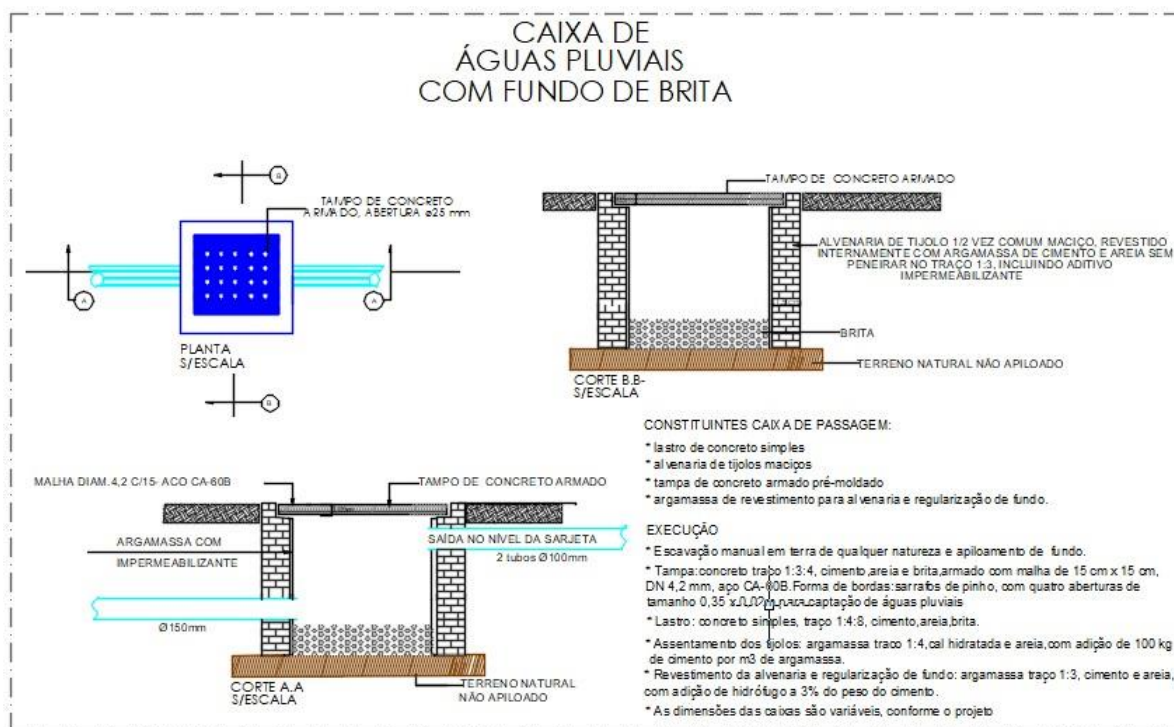 CAIXA DE
ÁGUAS PLUVIAIS
COM FUNDO DE BRITA
B
TAMPO DE CONCRETO
ARMADO, ABERTURA ø25 mm
A
A
PLANTA
S/ESCALA
B
TAMPO DE CONCRETO ARMADO
ALVENARIA DE TIJOLO 1/2 VEZ COMUM MACIÇO, REVESTIDO
INTERNAMENTE COM ARGAMASSA DE CIMENTO E AREIA SEM
PENEIRAR NO TRAÇO 1:3, INCLUINDO ADITIVO
IMPERMEABILIZANTE
BRITA
TERRENO NATURAL NÃO APILOADO
CORTE B.B-
S/ESCALA
MALHA DIAM.4,2 C/15- ACO CA-60B
TAMPO DE CONCRETO ARMADO
ARGAMASSA COM
IMPERMEABILIZANTE
SAÍDA NO NÍVEL DA SARJETA
2 tubos Ø100mm
Ø150mm
CORTE A.A
S/ESCALA
TERRENO NATURAL
NÃO APILOADO
CONSTITUINTES CAIXA DE PASSAGEM:
* lastro de concreto simples
* alvenaria de tijolos maciços
* tampa de concreto armado pré-moldado
* argamassa de revestimento para alvenaria e regularização de fundo.
EXECUÇÃO
* Escavação manual em terra de qualquer natureza e apiloamento de fundo.
* Tampa:concreto traço 1:3:4, cimento,areia e brita,armado com malha de 15 cm x 15 cm,
DN 4,2 mm, aço CA-60B.Forma de bordas:sarrafos de pinho, com quatro aberturas de
tamanho 0,35 x captação de águas pluviais
* Lastro: concreto simples, traço 1:4:8, cimento,areia,brita.
* Assentamento dos tijolos: argamassa traco 1:4,cal hidratada e areia,com adição de 100 kg
de cimento por m3 de argamassa.
* Revestimento da alvenaria e regularização de fundo: argamassa traço 1:3, cimento e areia,
com adição de hidrófugo a 3% do peso do cimento.
* As dimensões das caixas são variáveis, conforme o projeto